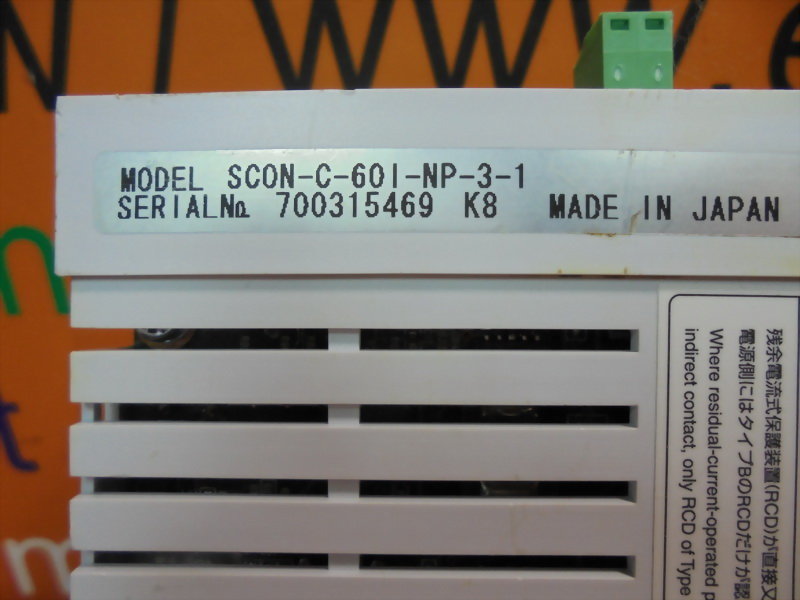 N / WWW.e
MODEL SCON-C-60I-NP-3-1
SERIAL№ 700315469 K8 MADE IN JAPAN
残余電流式保護装置(RCD)が直接又
電源側にはタイプBのRCDだけが認
Where residual-current-operated p
indirect contact, only RCD of Type
n
t
m